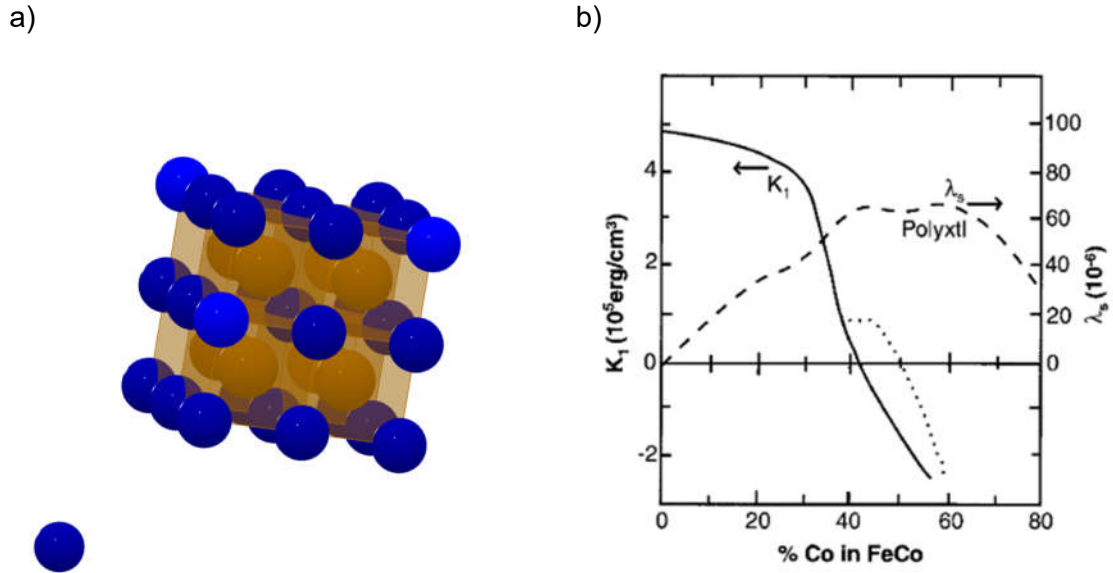 a)
b)
K₁ (10⁵erg/cm³)
4
2
0
-2
K₁
λₛ
Polyxtl
100
80
60
40
20
0
λₛ (10⁻⁶)
0
20
40
60
80
% Co in FeCo